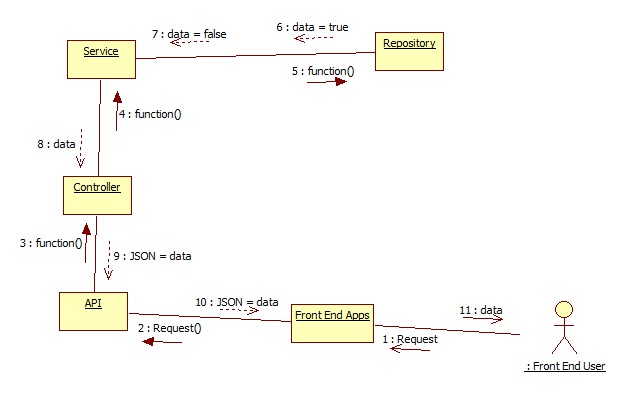 7 : data = false
6 : data = true
Service
Repository
5 : function()
4 : function()
8 : data
Controller
3 : function()
9 : JSON = data
API
10 : JSON = data
Front End Apps
11 : data
2 : Request()
1 : Request
: Front End User